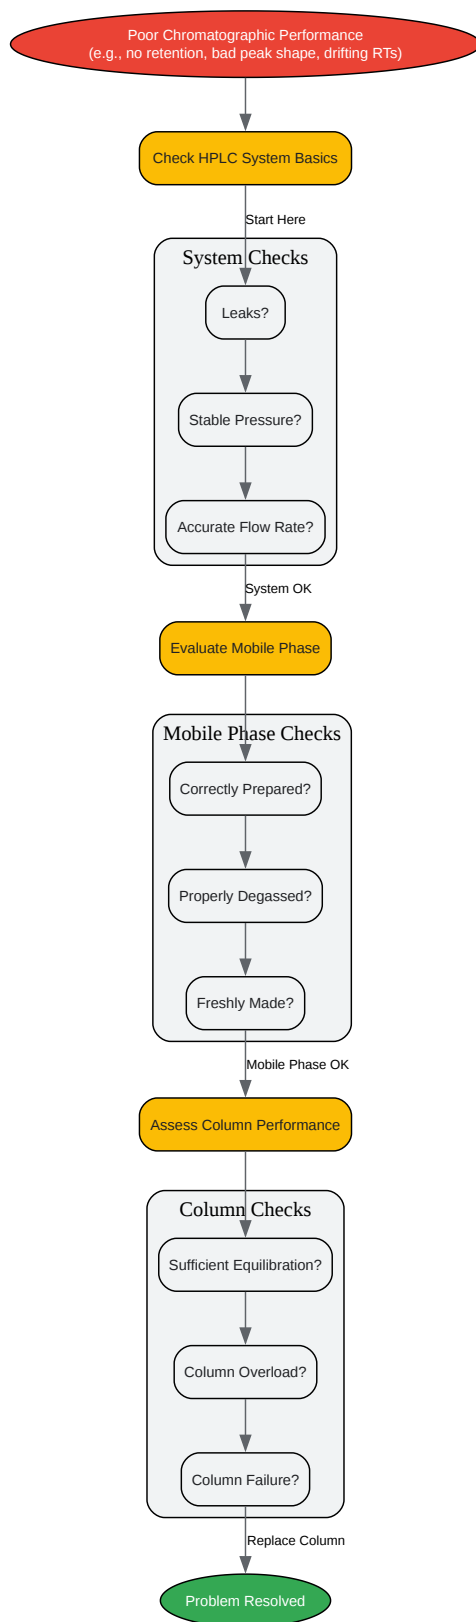 Poor Chromatographic Performance
(e.g., no retention, bad peak shape, drifting RTs)
Check HPLC System Basics
Start Here
System Checks
Leaks?
Stable Pressure?
Accurate Flow Rate?
System OK
Evaluate Mobile Phase
Mobile Phase Checks
Correctly Prepared?
Properly Degassed?
Freshly Made?
Mobile Phase OK
Assess Column Performance
Column Checks
Sufficient Equilibration?
Column Overload?
Column Failure?
Replace Column
Problem Resolved